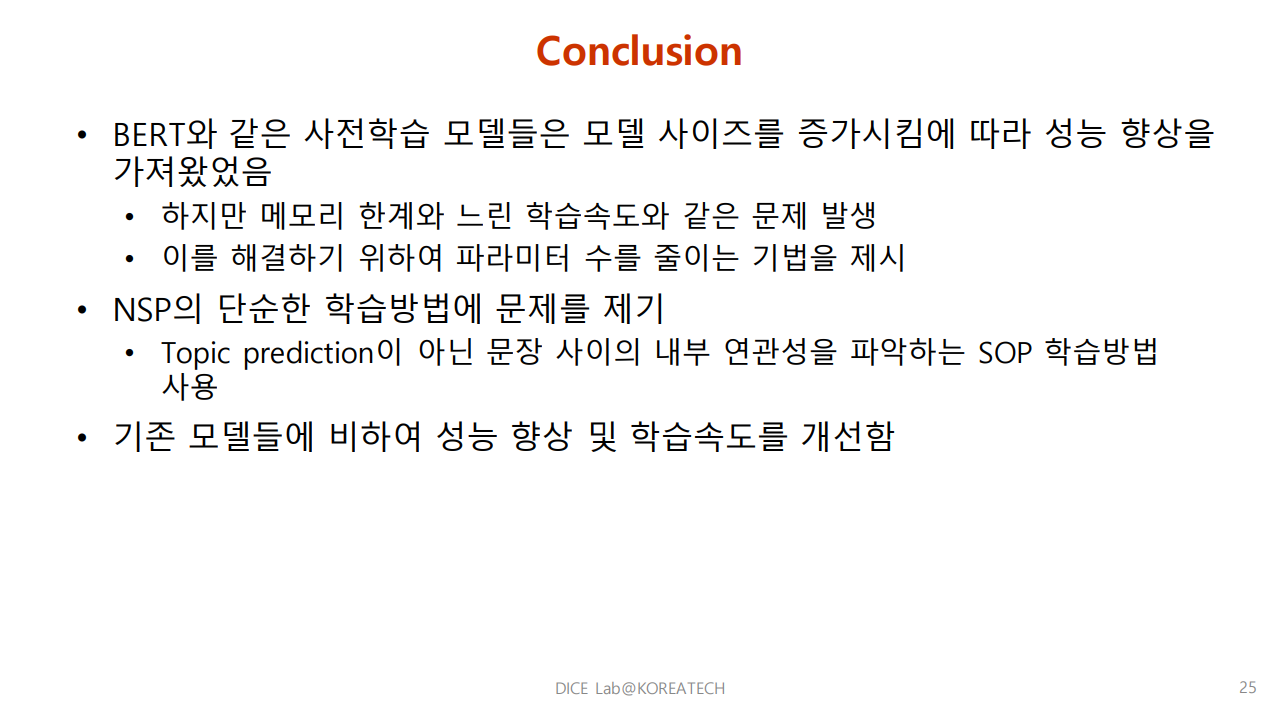 Conclusion
• BERT와 같은 사전학습 모델들은 모델 사이즈를 증가시킴에 따라 성능 향상을
가져왔었음
• 하지만 메모리 한계와 느린 학습속도와 같은 문제 발생
• 이를 해결하기 위하여 파라미터 수를 줄이는 기법을 제시
• NSP의 단순한 학습방법에 문제를 제기
• Topic prediction이 아닌 문장 사이의 내부 연관성을 파악하는 SOP 학습방법
사용
• 기존 모델들에 비하여 성능 향상 및 학습속도를 개선함
DICE Lab@KOREATECH
25